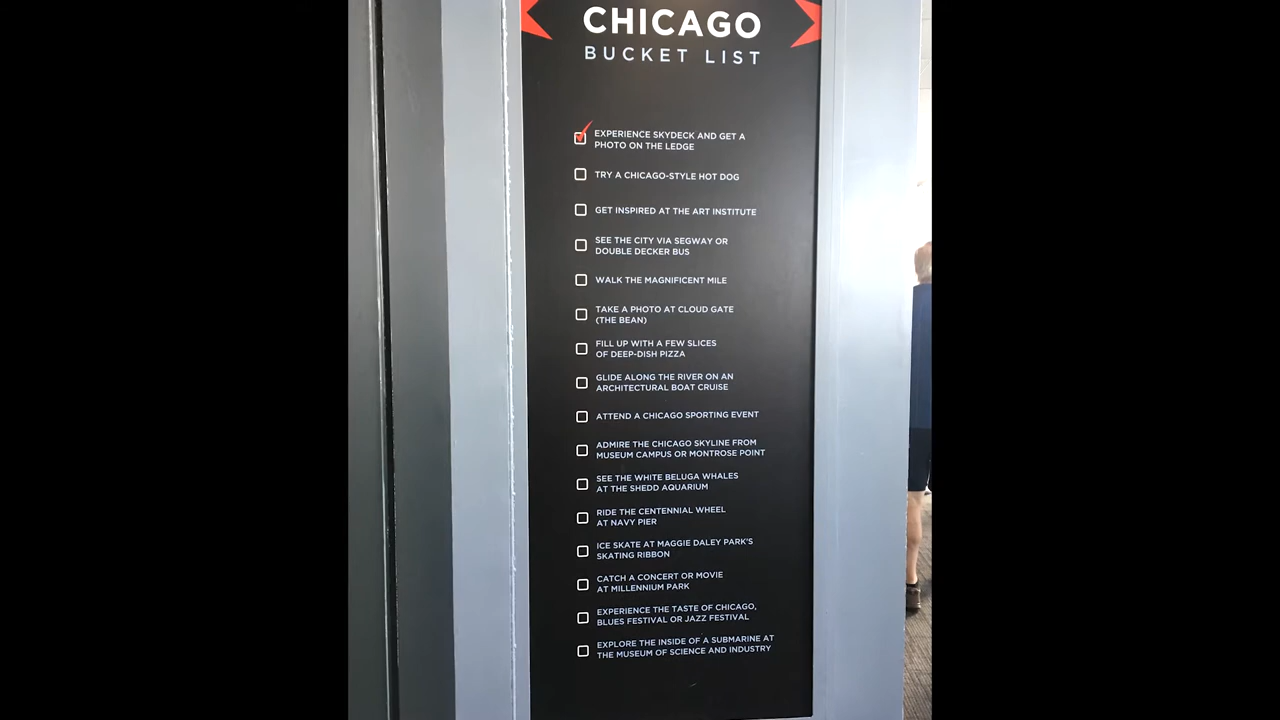 CHICAGO
BUCKET LIST
EXPERIENCE SKYDECK AND GET A
PHOTO ON THE LEDGE
TRY A CHICAGO-STYLE HOT DOG
GET INSPIRED AT THE ART INSTITUTE
SEE THE CITY VIA SEGWAY OR
DOUBLE DECKER BUS
WALK THE MAGNIFICENT MILE
TAKE A PHOTO AT CLOUD GATE
(THE BEAN)
FILL UP WITH A FEW SLICES
OF DEEP-DISH PIZZA
GLIDE ALONG THE RIVER ON AN
ARCHITECTURAL BOAT CRUISE
ATTEND A CHICAGO SPORTING EVENT
ADMIRE THE CHICAGO SKYLINE FROM
MUSEUM CAMPUS OR MONTROSE POINT
SEE THE WHITE BELUGA WHALES
AT THE SHEDD AQUARIUM
RIDE THE CENTENNIAL WHEEL
AT NAVY PIER
ICE SKATE AT MAGGIE DALEY PARK'S
SKATING RIBBON
CATCH A CONCERT OR MOVIE
AT MILLENNIUM PARK
EXPERIENCE THE TASTE OF CHICAGO,
BLUES FESTIVAL OR JAZZ FESTIVAL
EXPLORE THE INSIDE OF A SUBMARINE AT
THE MUSEUM OF SCIENCE AND INDUSTRY